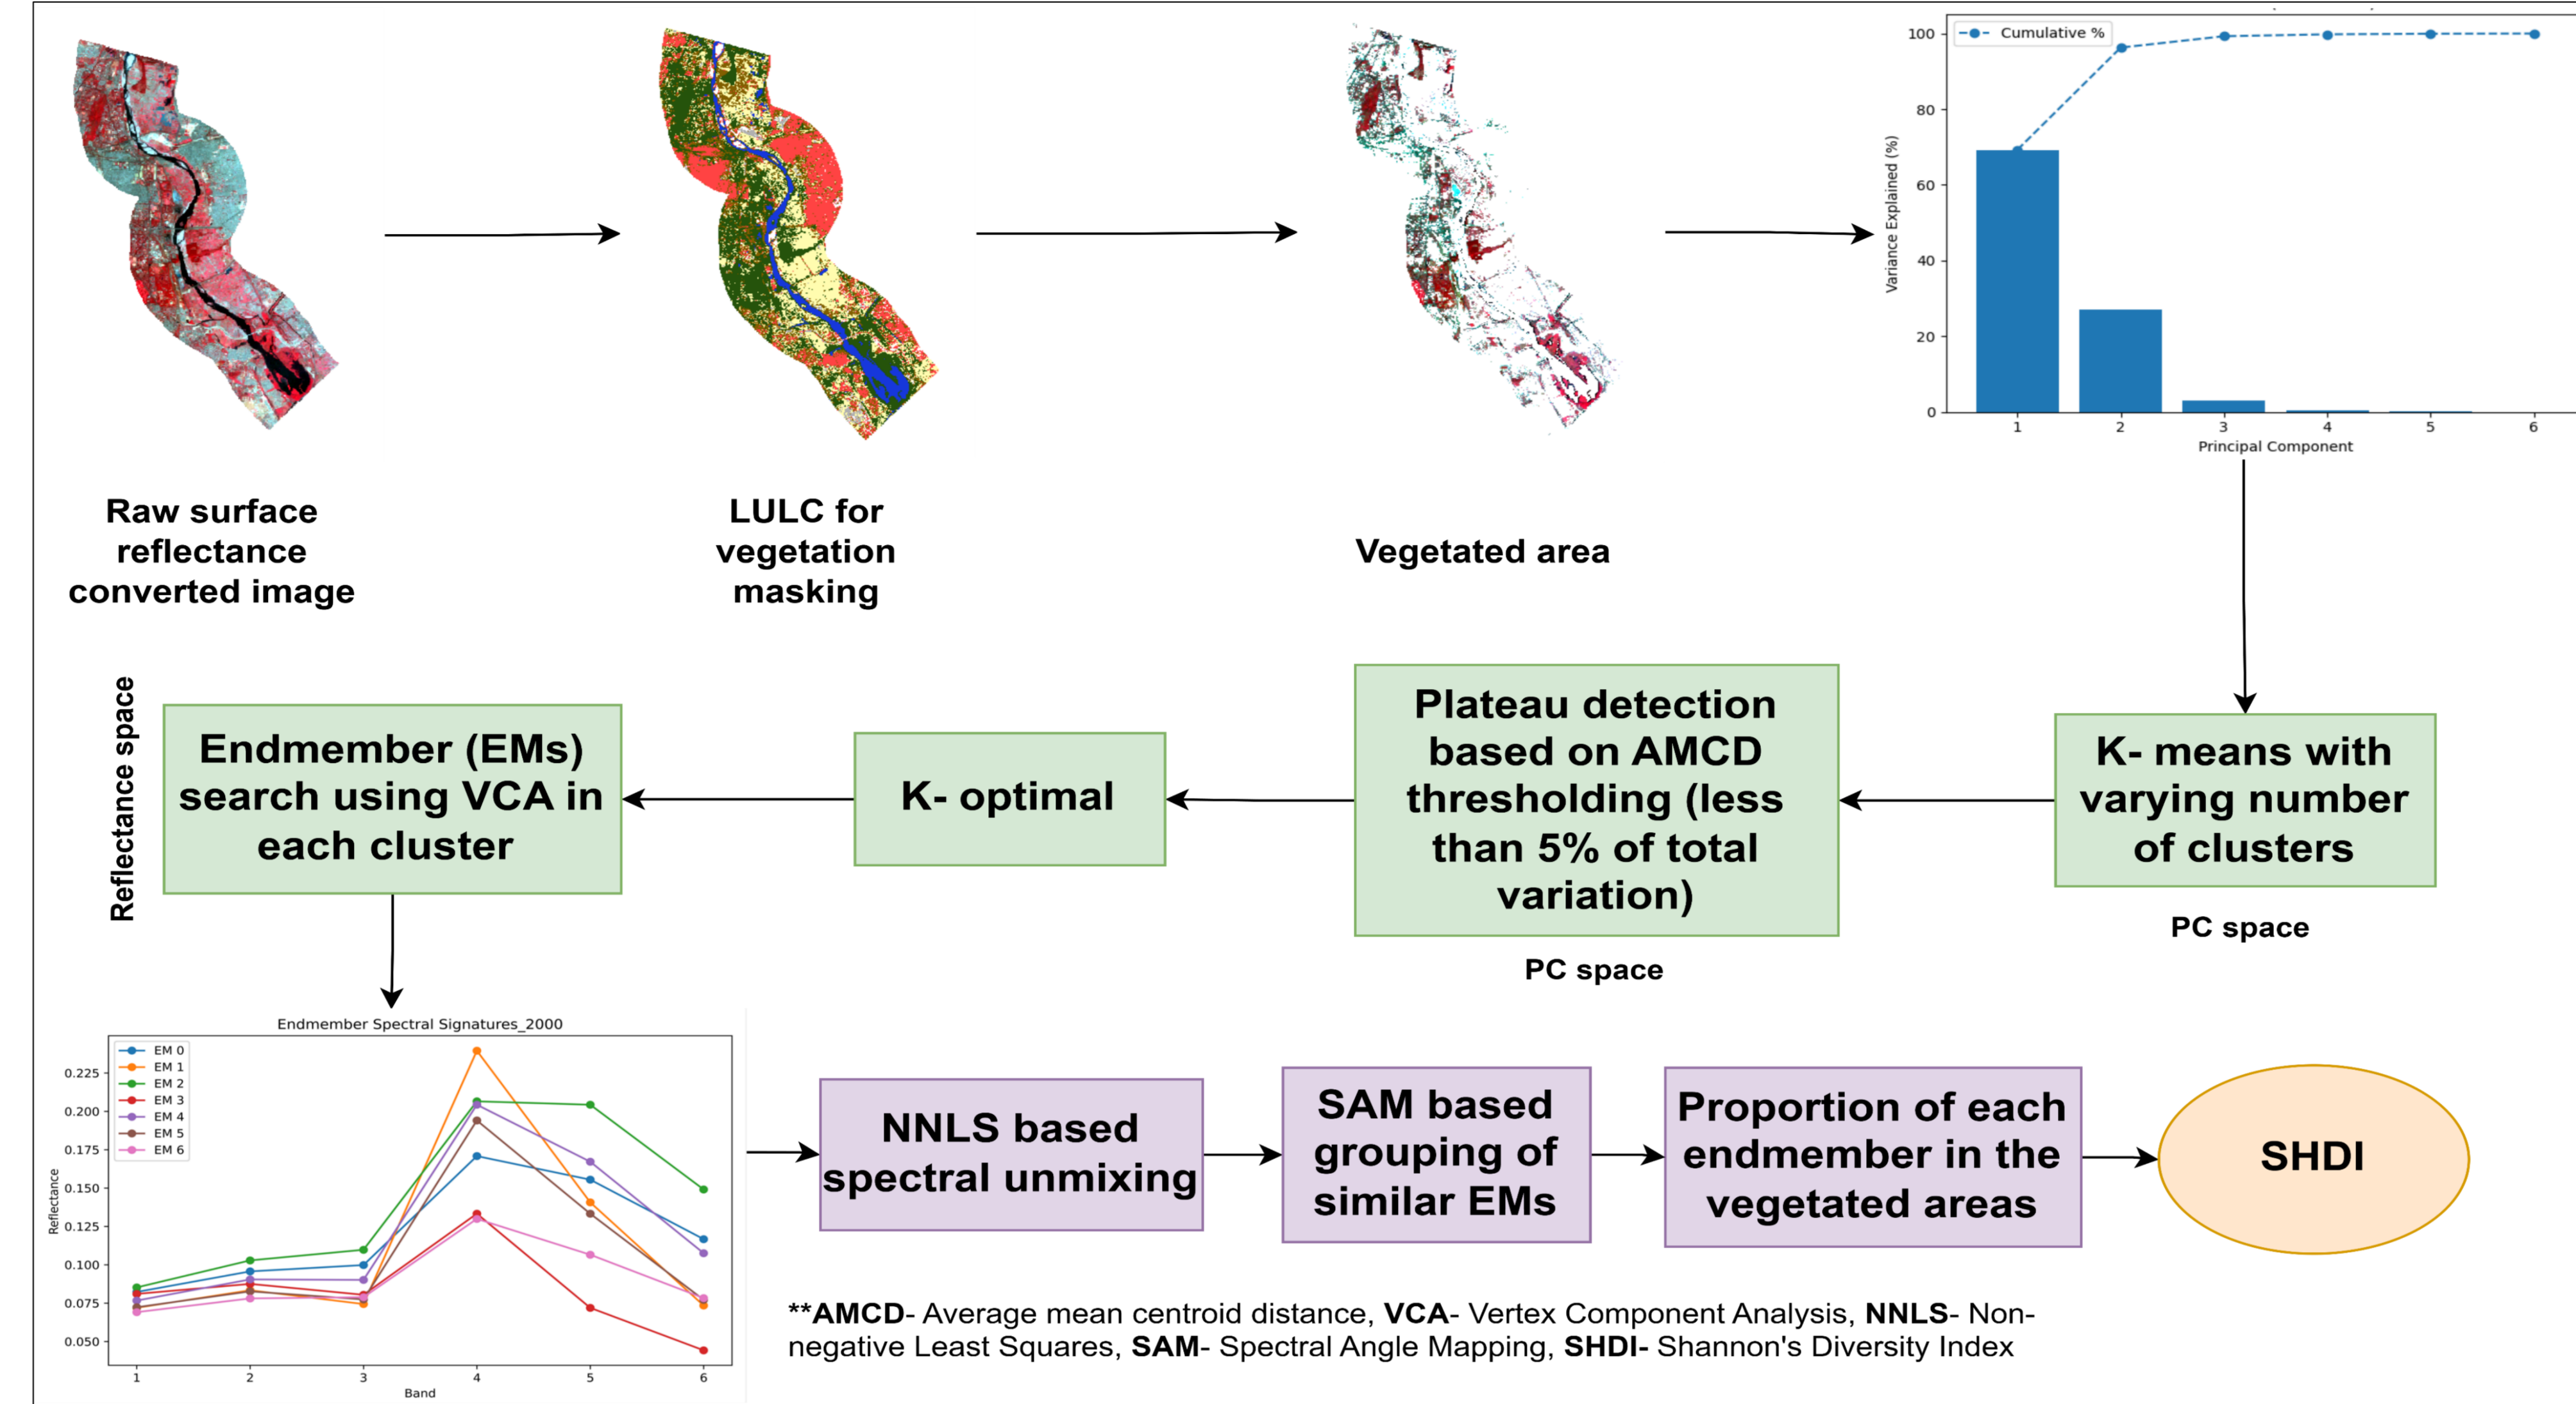 Raw surface
reflectance
converted image
LULC for
vegetation
masking
Vegetated area
Cumulative %
100
80
60
40
20
0
Variance Explained (%)
1 2 3 4 5 6
Principal Component
K- means with
varying number
of clusters
PC space
Plateau detection
based on AMCD
thresholding (less
than 5% of total
variation)
PC space
K- optimal
Endmember (EMs)
search using VCA in
each cluster
Reflectance space
Endmember Spectral Signatures_2000
EM 0
EM 1
EM 2
EM 3
EM 4
EM 5
EM 6
0.225
0.200
0.175
0.150
0.125
0.100
0.075
0.050
Reflectance
1 2 3 4 5 6
Band
NNLS based
spectral unmixing
SAM based
grouping of
similar EMs
Proportion of each
endmember in the
vegetated areas
SHDI
**AMCD- Average mean centroid distance, VCA- Vertex Component Analysis, NNLS- Non-
negative Least Squares, SAM- Spectral Angle Mapping, SHDI- Shannon's Diversity Index